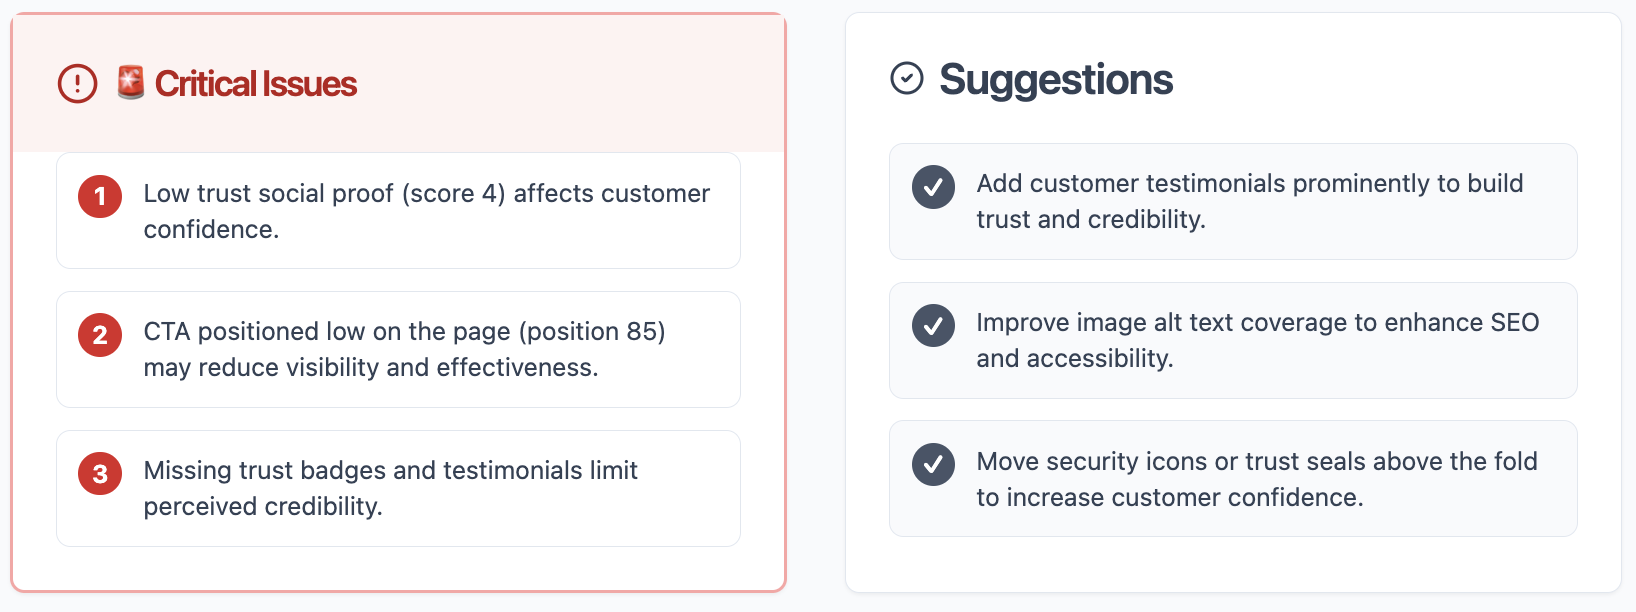 🚨 Critical Issues
1
Low trust social proof (score 4) affects customer
confidence.
2
CTA positioned low on the page (position 85)
may reduce visibility and effectiveness.
3
Missing trust badges and testimonials limit
perceived credibility.
Suggestions
Add customer testimonials prominently to build
trust and credibility.
Improve image alt text coverage to enhance SEO
and accessibility.
Move security icons or trust seals above the fold
to increase customer confidence.